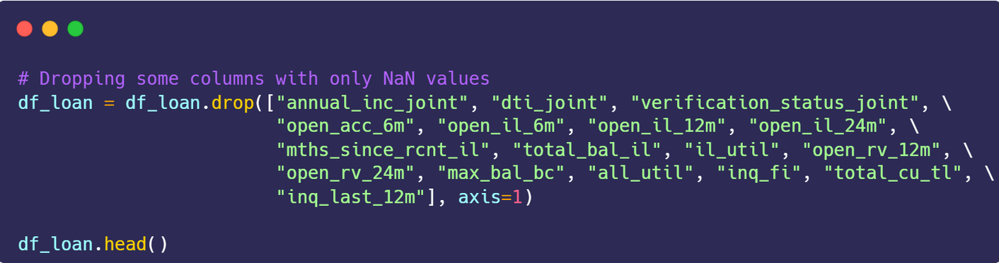 # Dropping some columns with only NaN values
df_loan = df_loan.drop(["annual_inc_joint", "dti_joint", "verification_status_joint", \
                        "open_acc_6m", "open_il_6m", "open_il_12m", "open_il_24m", \
                        "mths_since_rcnt_il", "total_bal_il", "il_util", "open_rv_12m", \
                        "open_rv_24m", "max_bal_bc", "all_util", "inq_fi", "total_cu_tl", \
                        "inq_last_12m"], axis=1)
df_loan.head()